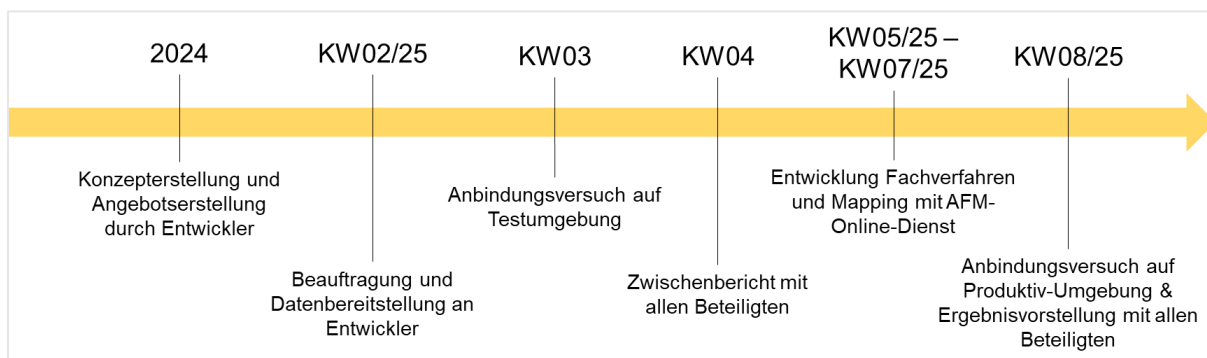 2024
Konzepterstellung und
Angebotserstellung
durch Entwickler
KW02/25
Beauftragung und
Datenbereitstellung an
Entwickler
KW03
Anbindungsversuch auf
Testumgebung
KW04
Zwischenbericht mit
allen Beteiligten
KW05/25 –
KW07/25
Entwicklung Fachverfahren
und Mapping mit AFM-
Online-Dienst
KW08/25
Anbindungsversuch auf
Produktiv-Umgebung &
Ergebnisvorstellung mit allen
Beteiligten